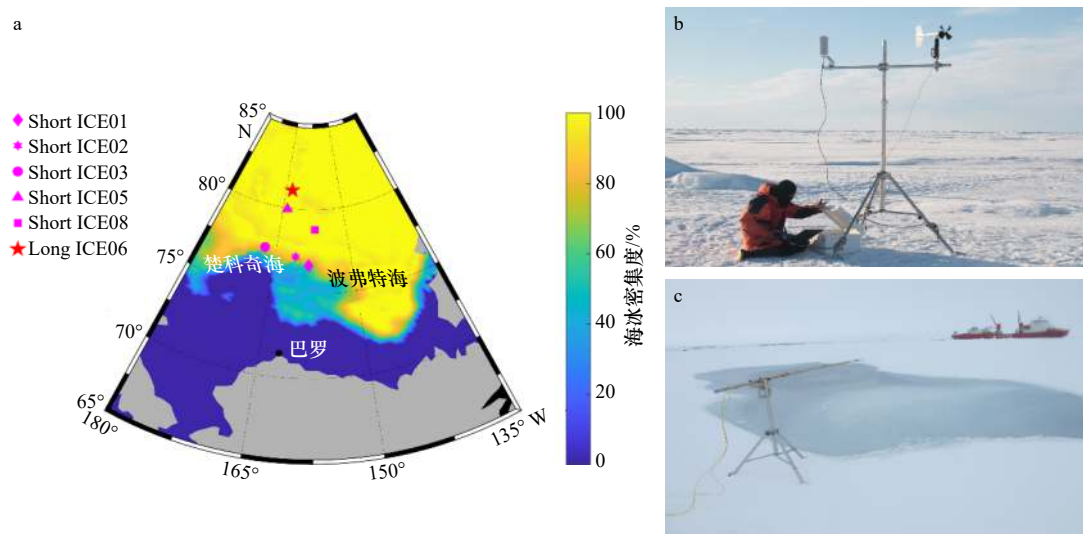 a
Short ICE01
Short ICE02
Short ICE03
Short ICE05
Short ICE08
Long ICE06
85°
N
80°
75°
70°
65°
180°
165°
150°
135° W
楚科奇海
波弗特海
巴罗
100
80
60
40
20
0
海冰密集度/%
b
c